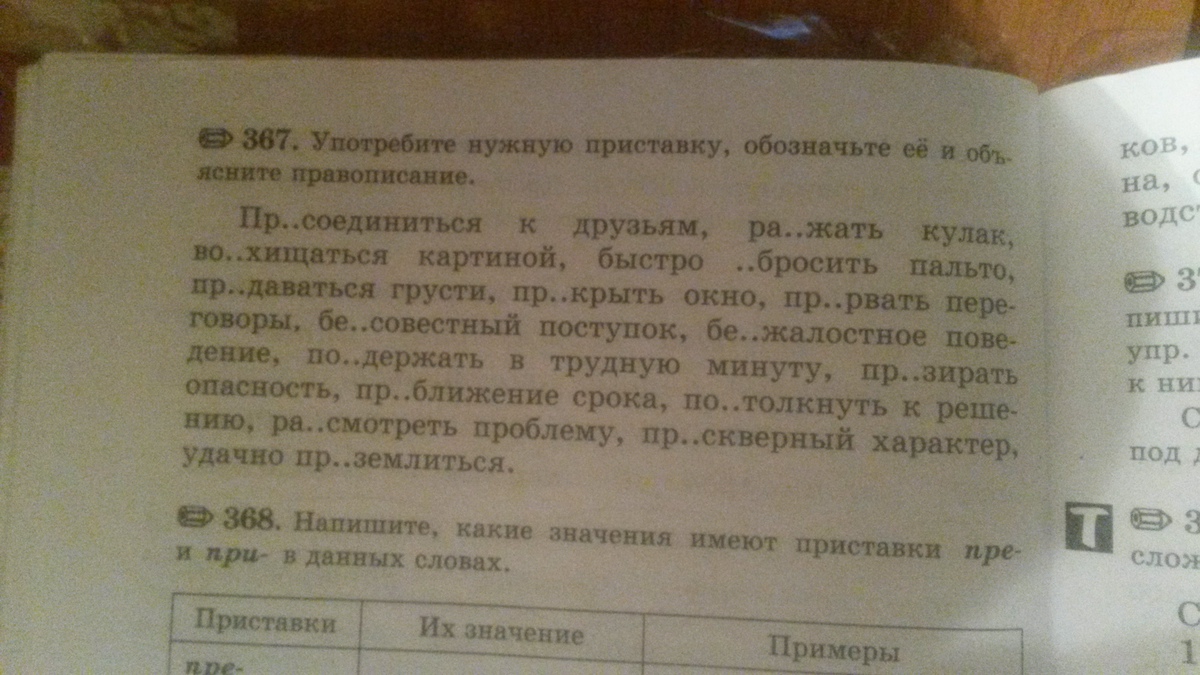 367. Употребите нужную приставку, обозначьте её и объ-
ясните правописание.
Пр..соединиться к друзьям, ра..жать кулак,
во..хищаться картиной, быстро ..бросить пальто,
пр..даваться грусти, пр..крыть окно, пр..рвать пере-
говоры, бе..совестный поступок, бе..жалостное пове-
дение, по..держать в трудную минуту, пр..зирать
опасность, пр..ближение срока, по..толкнуть к реше-
нию, ра..смотреть проблему, пр..скверный характер,
удачно пр..землиться.
368. Напишите, какие значения имеют приставки пре-
и при- в данных словах.
Приставки Их значение Примеры
пре-
ков,
на,
водст
3
пиши
упр.
к ни
С
под д
Т
3
слож
С
1